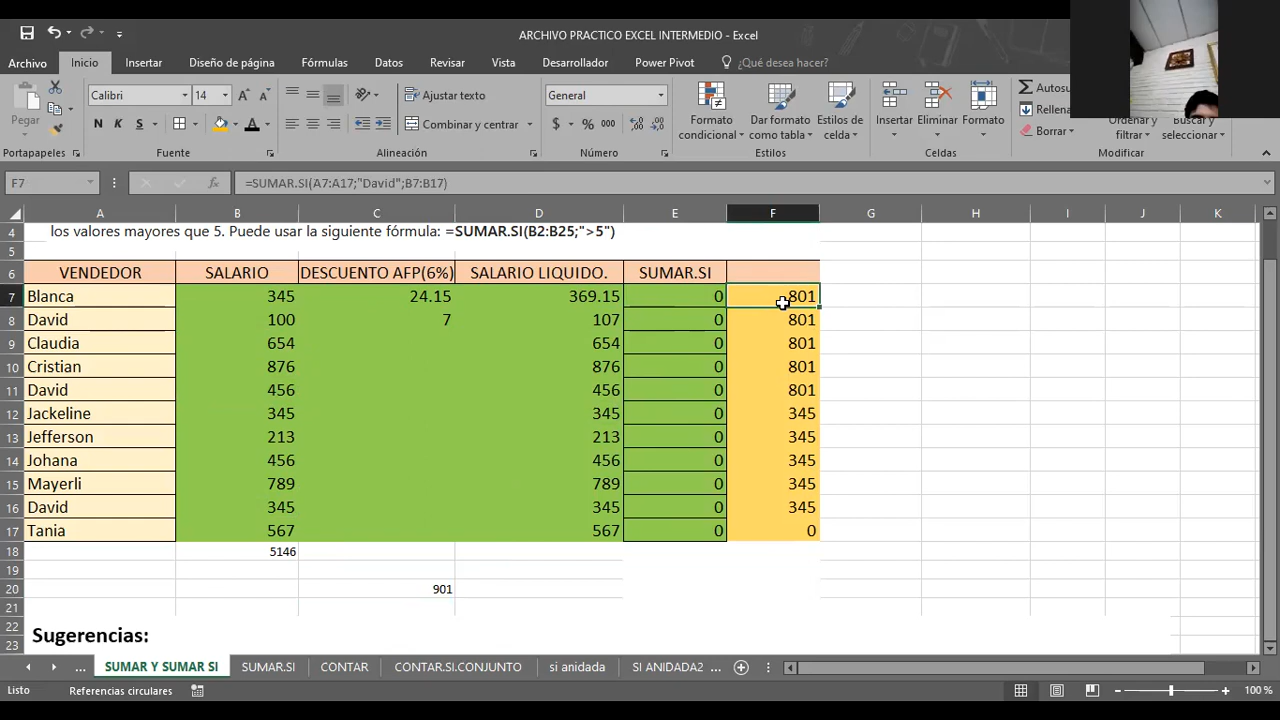 ARCHIVO PRACTICO EXCEL INTERMEDIO - Excel
Archivo Inicio Insertar Diseño de página Fórmulas Datos Revisar Vista Desarrollador Power Pivot ¿Qué desea hacer?
Pegar
Calibri 14
N K S
Ajustar texto
Combinar y centrar
General
$ % 000
Formato condicional
Dar formato como tabla
Estilos de celda
Insertar Eliminar Formato
Autosu
Rellena
Borrar
Ordenar y filtrar
Buscar y seleccionar
Portapapeles Fuente Alineación Número Estilos Celdas Modificar
F7 fx =SUMAR.SI(A7:A17;"David";B7:B17)
A B C D E F G H I J K
4 los valores mayores que 5. Puede usar la siguiente fórmula: =SUMAR.SI(B2:B25;">5")
5
6 VENDEDOR SALARIO DESCUENTO AFP(6%) SALARIO LIQUIDO. SUMAR.SI
7 Blanca 345 24.15 369.15 0 801
8 David 100 7 107 0 801
9 Claudia 654 654 0 801
10 Cristian 876 876 0 801
11 David 456 456 0 801
12 Jackeline 345 345 0 345
13 Jefferson 213 213 0 345
14 Johana 456 456 0 345
15 Mayerli 789 789 0 345
16 David 345 345 0 345
17 Tania 567 567 0 0
18 5146
19
20 901
21
22 Sugerencias:
23
... SUMAR Y SUMAR SI SUMAR.SI CONTAR CONTAR.SI.CONJUNTO si anidada SI ANIDADA2 ...
Listo Referencias circulares 100 %